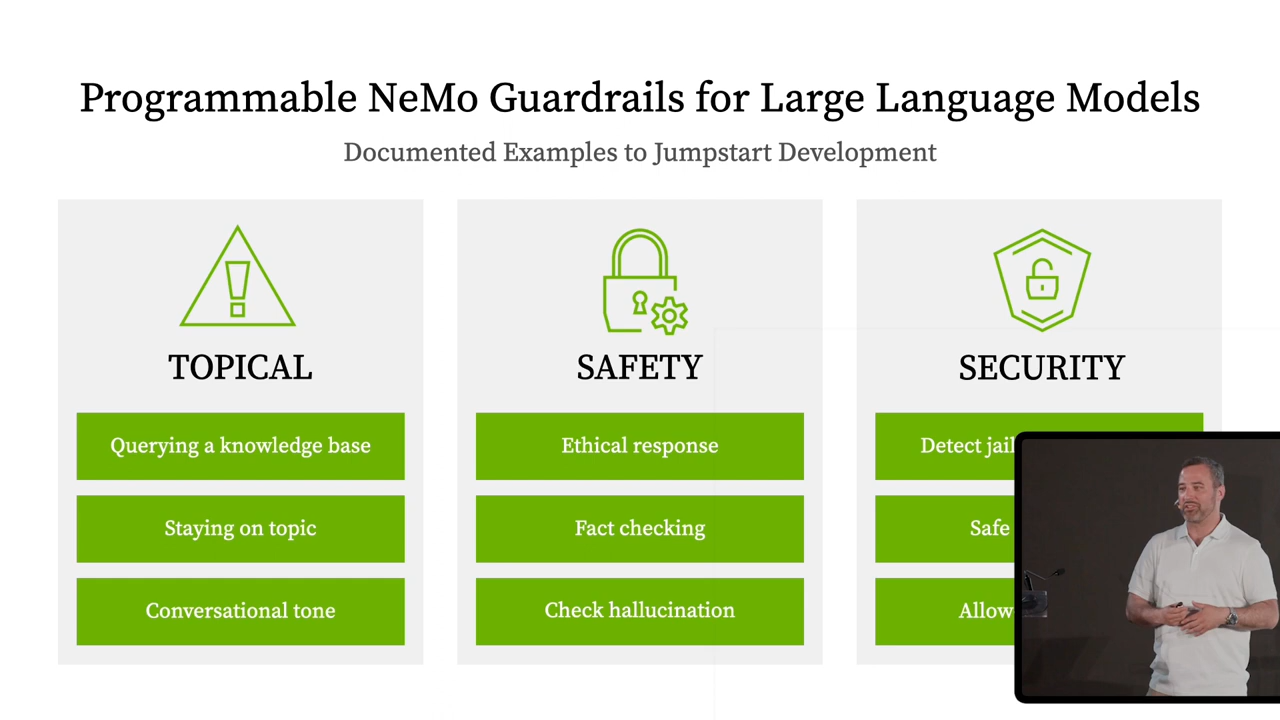 Programmable NeMo Guardrails for Large Language Models
Documented Examples to Jumpstart Development
TOPICAL
Querying a knowledge base
Staying on topic
Conversational tone
SAFETY
Ethical response
Fact checking
Check hallucination
SECURITY
Detect
Safe
Allow